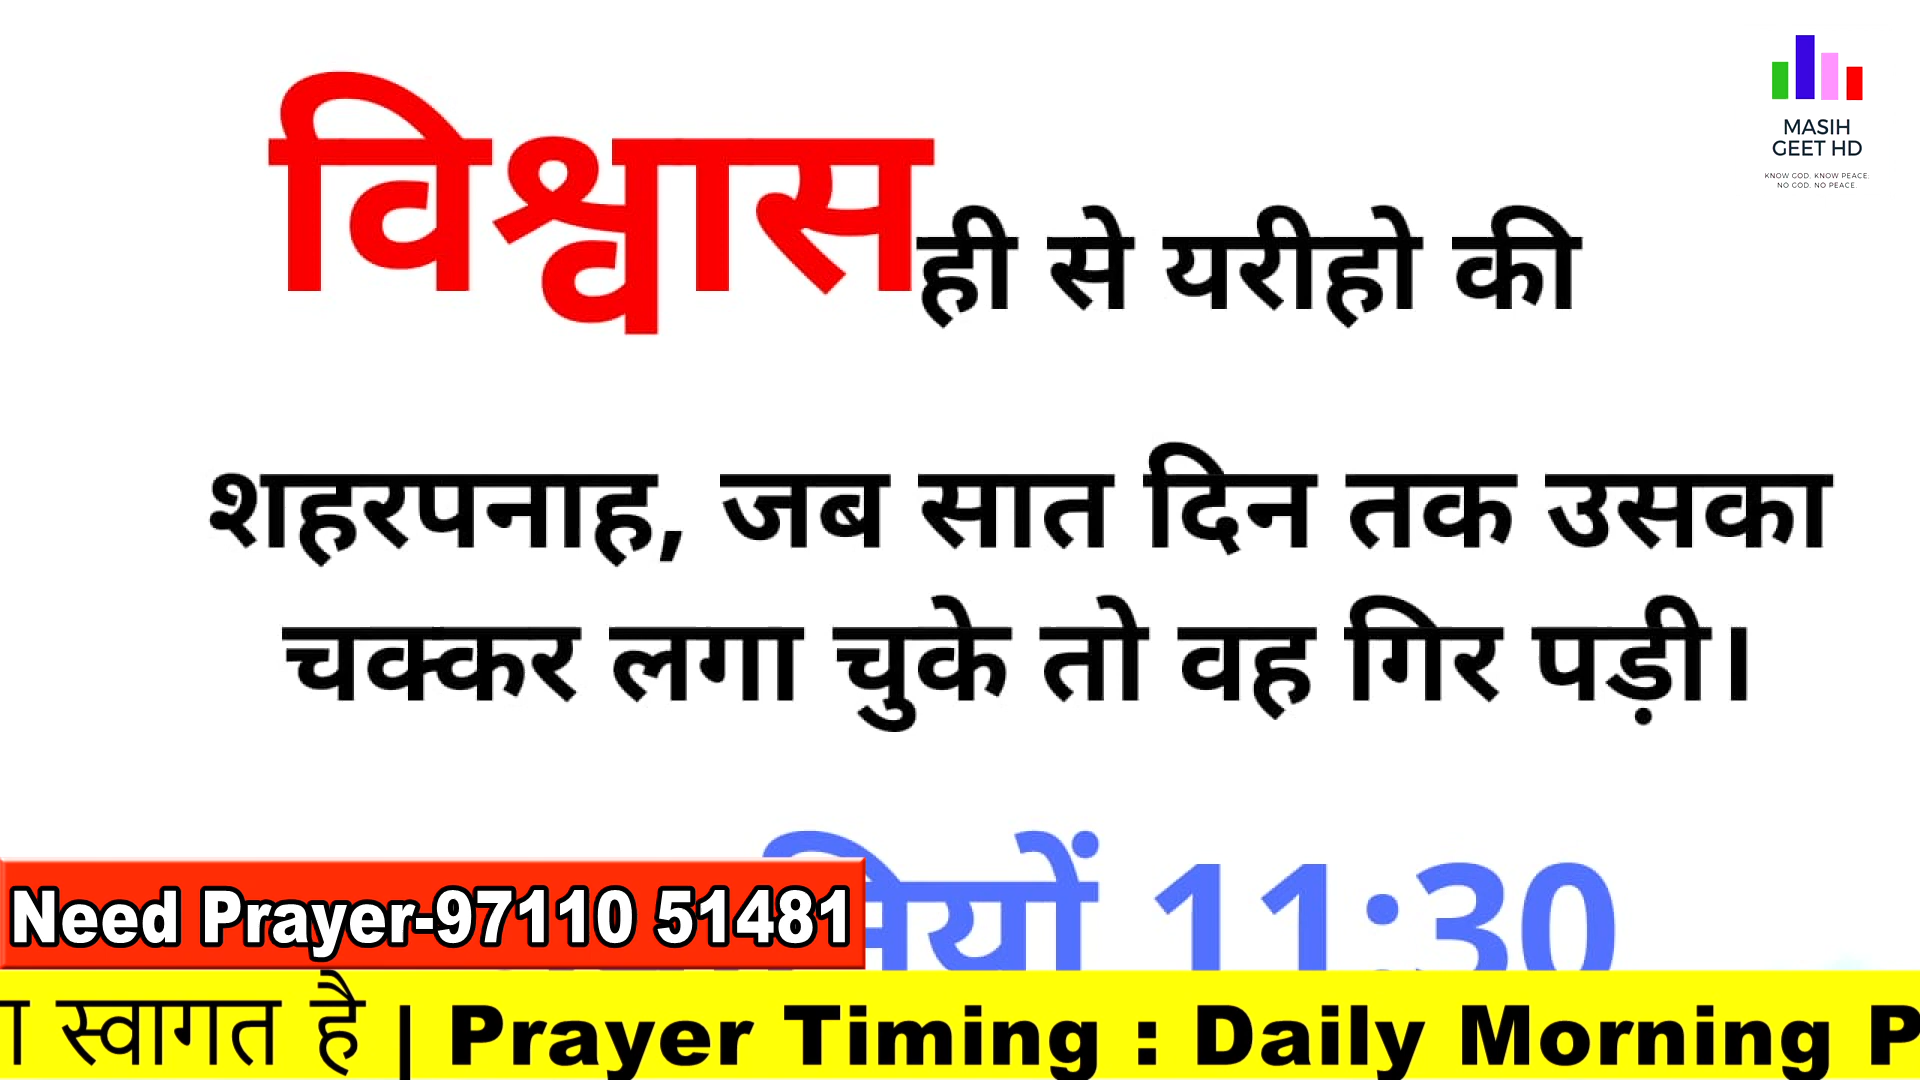 विश्वास ही से यरीहो की
शहरपनाह, जब सात दिन तक उसका
चक्कर लगा चुके तो वह गिर पड़ी।
11:30
Need Prayer-97110 51481
स्वागत है | Prayer Timing : Daily Morning
MASIH
GEET HD
KNOW GOD. KNOW PEACE.
NO GOD. NO PEACE.